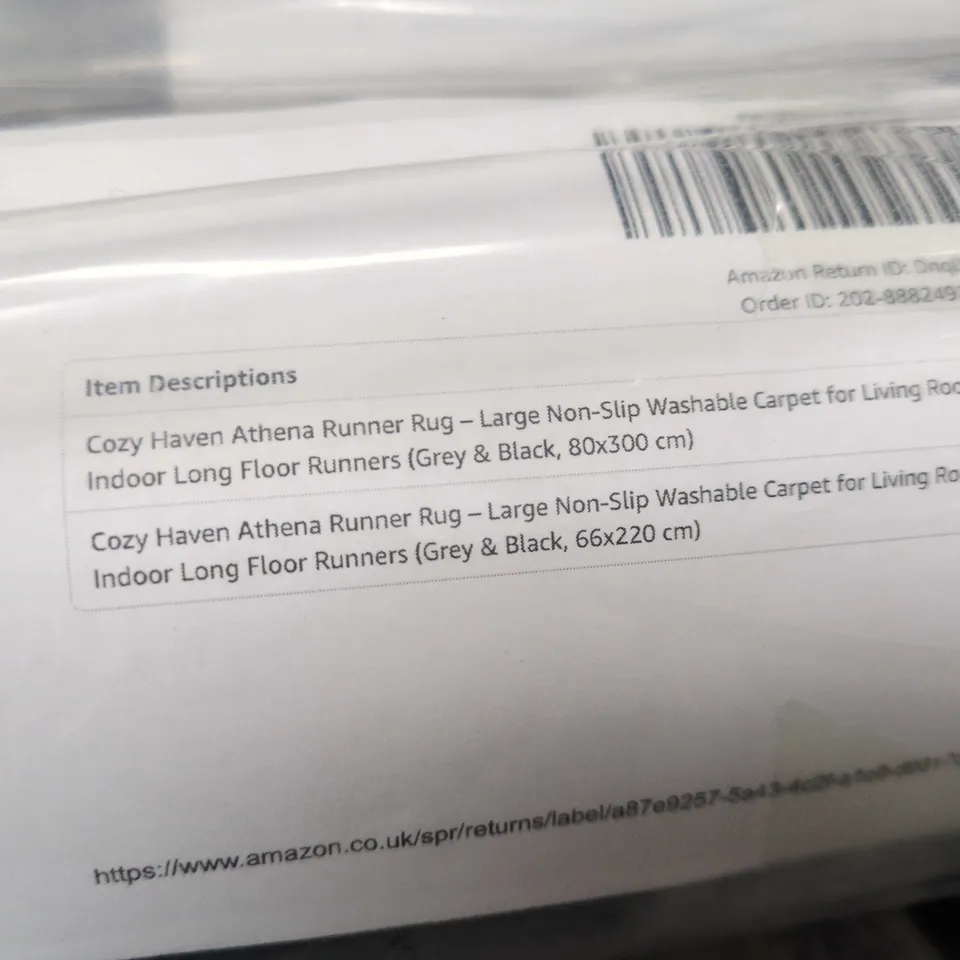 Amazon Return ID:
Order ID: 202-888249
Item Descriptions
Cozy Haven Athena Runner Rug – Large Non-Slip Washable Carpet for Living Roo
Indoor Long Floor Runners (Grey & Black, 80x300 cm)
Cozy Haven Athena Runner Rug – Large Non-Slip Washable Carpet for Living Ro
Indoor Long Floor Runners (Grey & Black, 66x220 cm)
https://www.amazon.co.uk/spr/returns/label/a87e9257-5a43-